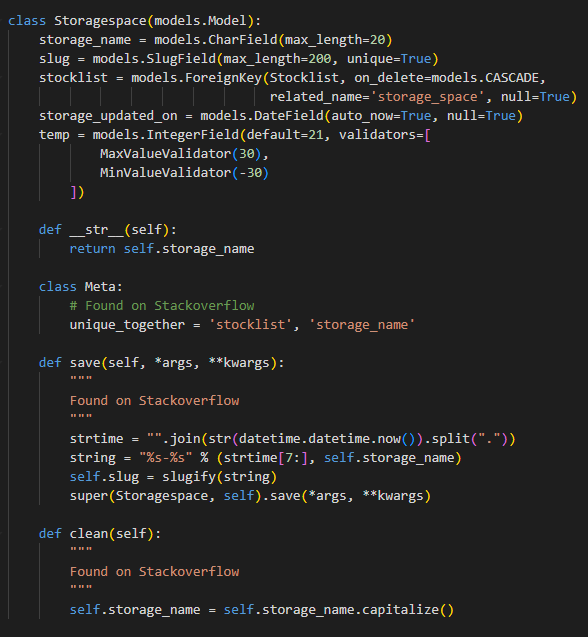 class Storagespace(models.Model):
    storage_name = models.CharField(max_length=20)
    slug = models.SlugField(max_length=200, unique=True)
    stocklist = models.ForeignKey(Stocklist, on_delete=models.CASCADE,
                                  related_name='storage_space', null=True)
    storage_updated_on = models.DateField(auto_now=True, null=True)
    temp = models.IntegerField(default=21, validators=[
            MaxValueValidator(30),
            MinValueValidator(-30)
        ])

    def __str__(self):
        return self.storage_name

    class Meta:
        # Found on Stackoverflow
        unique_together = 'stocklist', 'storage_name'

    def save(self, *args, **kwargs):
        """
        Found on Stackoverflow
        """
        strtime = "".join(str(datetime.datetime.now()).split("."))
        string = "%s-%s" % (strtime[7:], self.storage_name)
        self.slug = slugify(string)
        super(Storagespace, self).save(*args, **kwargs)

    def clean(self):
        """
        Found on Stackoverflow
        """
        self.storage_name = self.storage_name.capitalize()